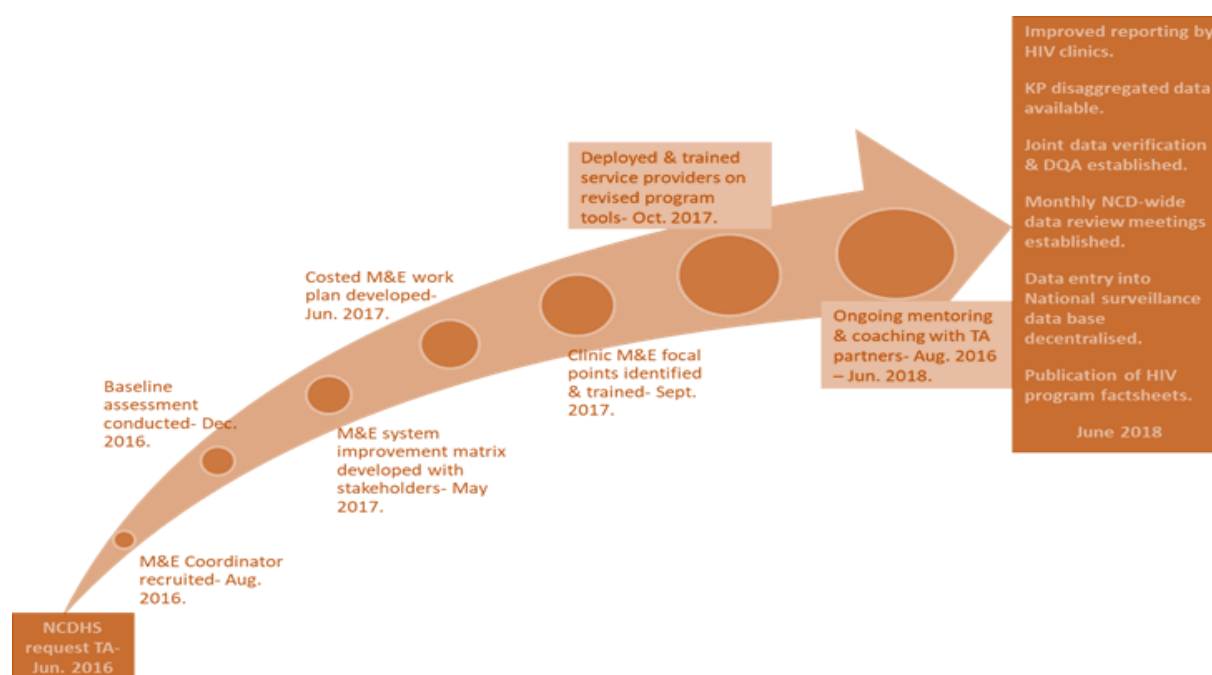 NCDHS
request TA-
Jun. 2016
M&E Coordinator
recruited- Aug.
2016.
Baseline
assessment
conducted- Dec.
2016.
M&E system
improvement matrix
developed with
stakeholders- May
2017.
Costed M&E work
plan developed-
Jun. 2017.
Clinic M&E focal
points identified
& trained- Sept.
2017.
Deployed & trained
service providers on
revised program
tools- Oct. 2017.
Ongoing mentoring
& coaching with TA
partners- Aug. 2016
– Jun. 2018.
Improved reporting by
HIV clinics.
KP disaggregated data
available.
Joint data verification
& DQA established.
Monthly NCD-wide
data review meetings
established.
Data entry into
National surveillance
data base
decentralised.
Publication of HIV
program factsheets.
June 2018